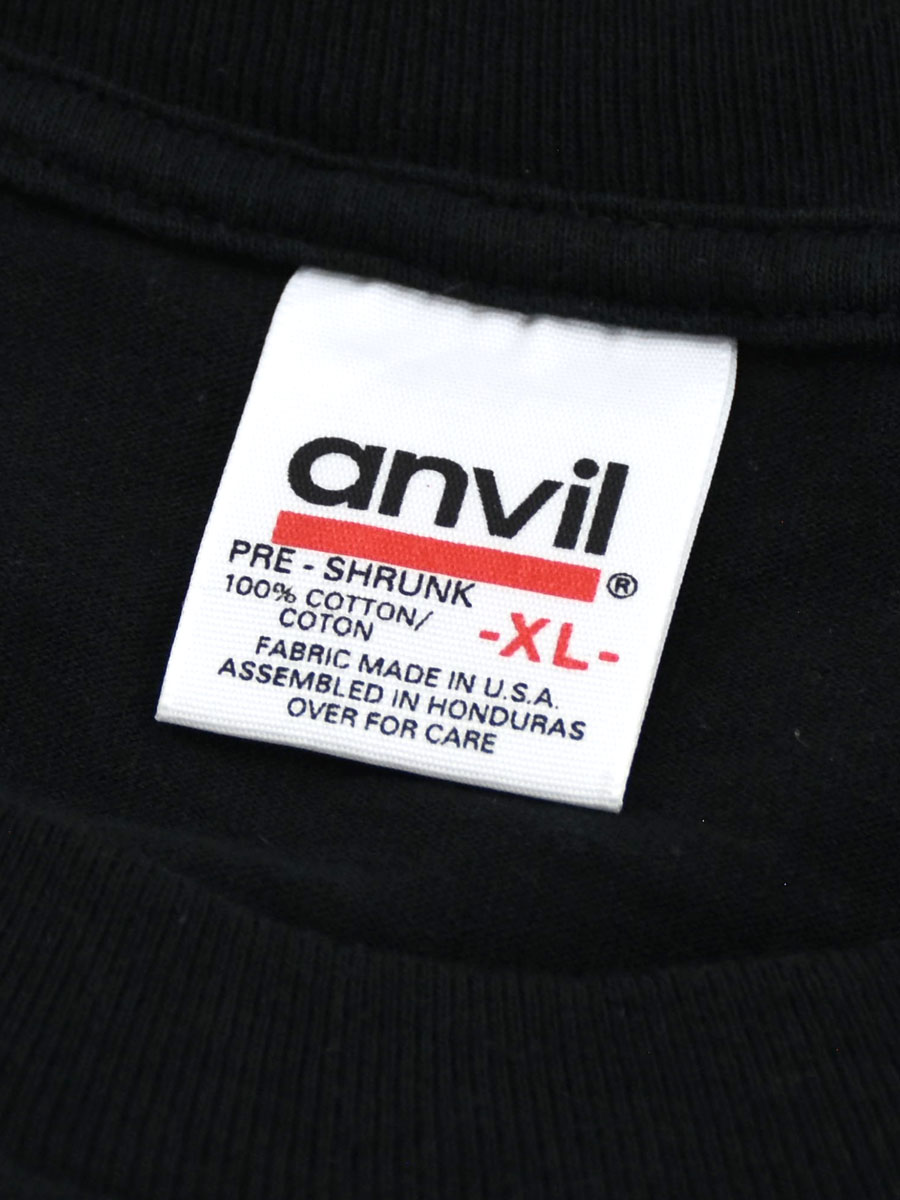 anvil
®
PRE - SHRUNK
100% COTTON/
COTON
-XL-
FABRIC MADE IN U.S.A.
ASSEMBLED IN HONDURAS
OVER FOR CARE